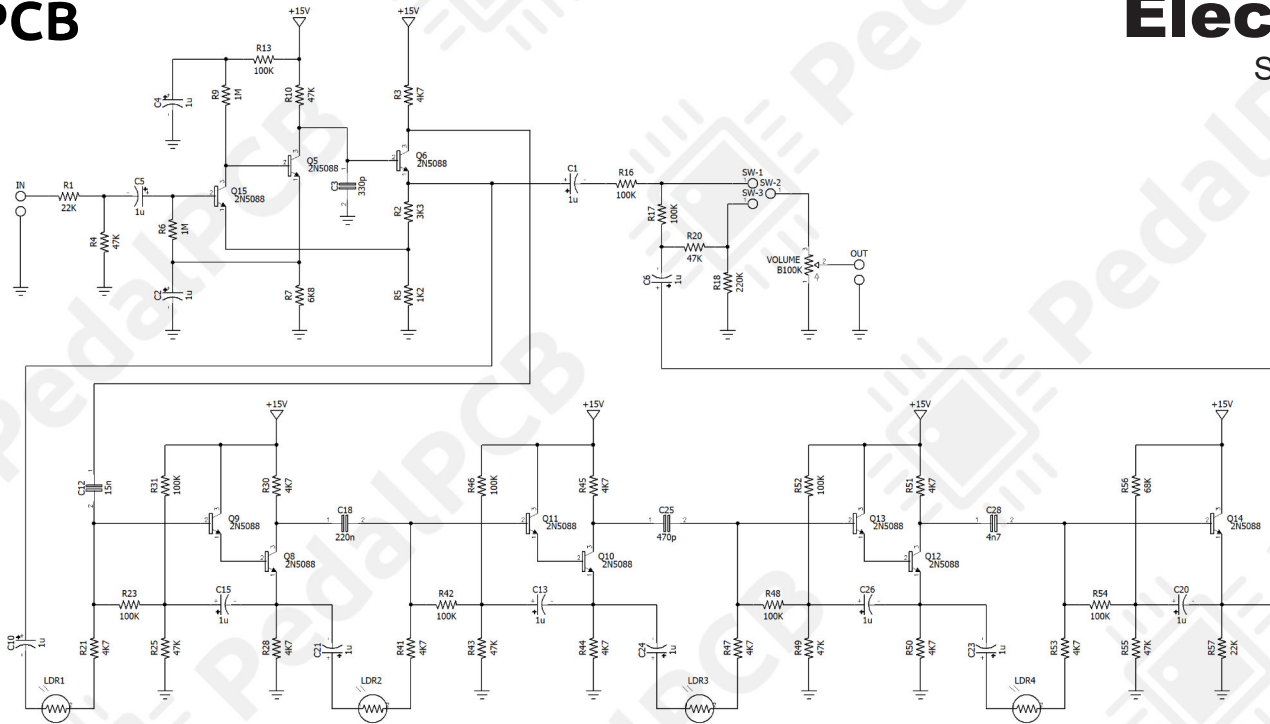 PCB
Elec
S
PedalPCB
+15V
+15V
R13
100K
C4
1u
R9
1M
R10
47K
R3
4K7
Q5
2N5088
Q6
2N5088
C3
330p
IN
R1
22K
C5
1u
Q15
2N5088
R4
47K
R6
1M
C2
1u
R7
6K8
R2
3K3
R5
1K2
C1
1u
R16
100K
SW-1
SW-2
SW-3
R17
100K
R20
47K
C6
1u
R18
220K
VOLUME
B100K
OUT
+15V
+15V
+15V
+15V
C12
15n
R31
100K
R30
4K7
Q9
2N5088
Q8
2N5088
C18
220n
R46
100K
R45
4K7
Q11
2N5088
Q10
2N5088
C25
470p
R52
100K
R51
4K7
Q13
2N5088
Q12
2N5088
C28
4n7
R56
68K
Q14
2N5088
C10
1u
R21
4K7
R23
100K
R25
47K
C15
1u
R28
4K7
C21
1u
R41
4K7
R42
100K
R43
47K
C13
1u
R44
4K7
C24
1u
R47
4K7
R48
100K
R49
47K
C26
1u
R50
4K7
C23
1u
R53
4K7
R54
100K
R55
47K
C20
1u
R57
22K
LDR1
LDR2
LDR3
LDR4